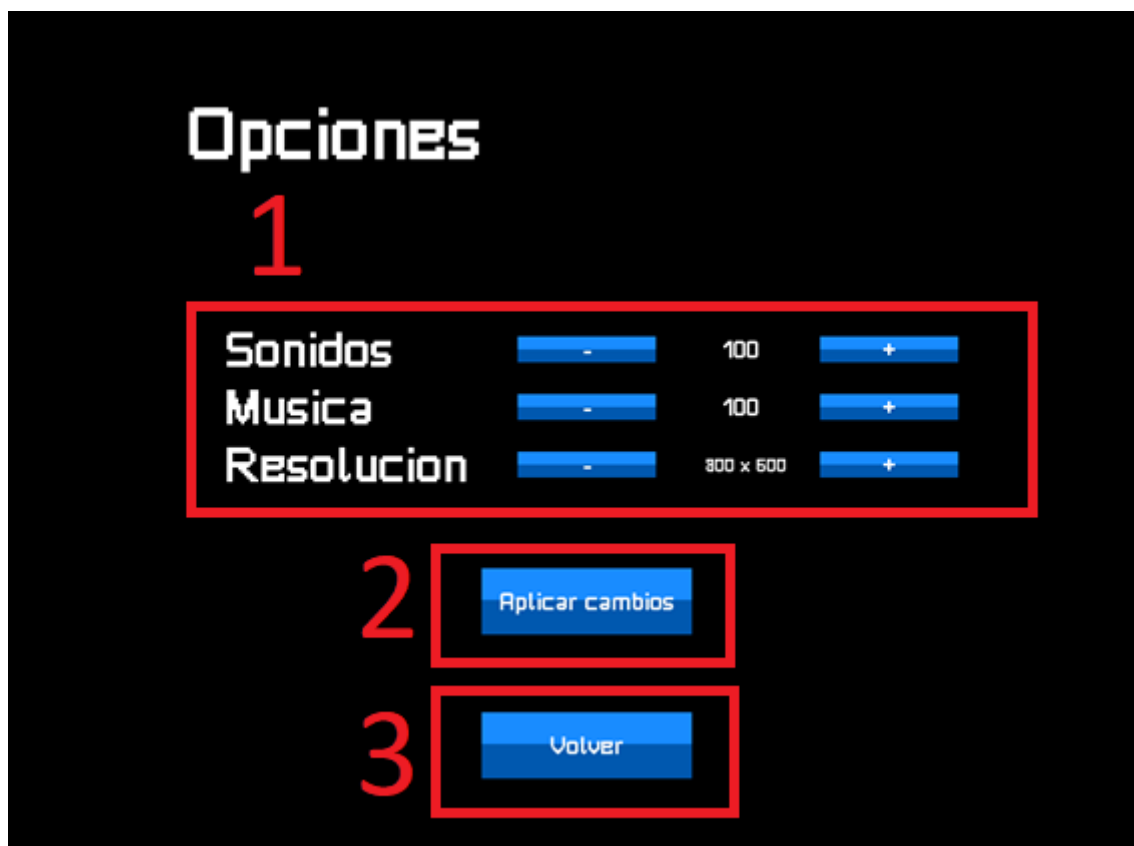 Opciones
1
Sonidos - 100 +
Musica - 100 +
Resolucion - 800 x 600 +
2
Aplicar cambios
3
Volver